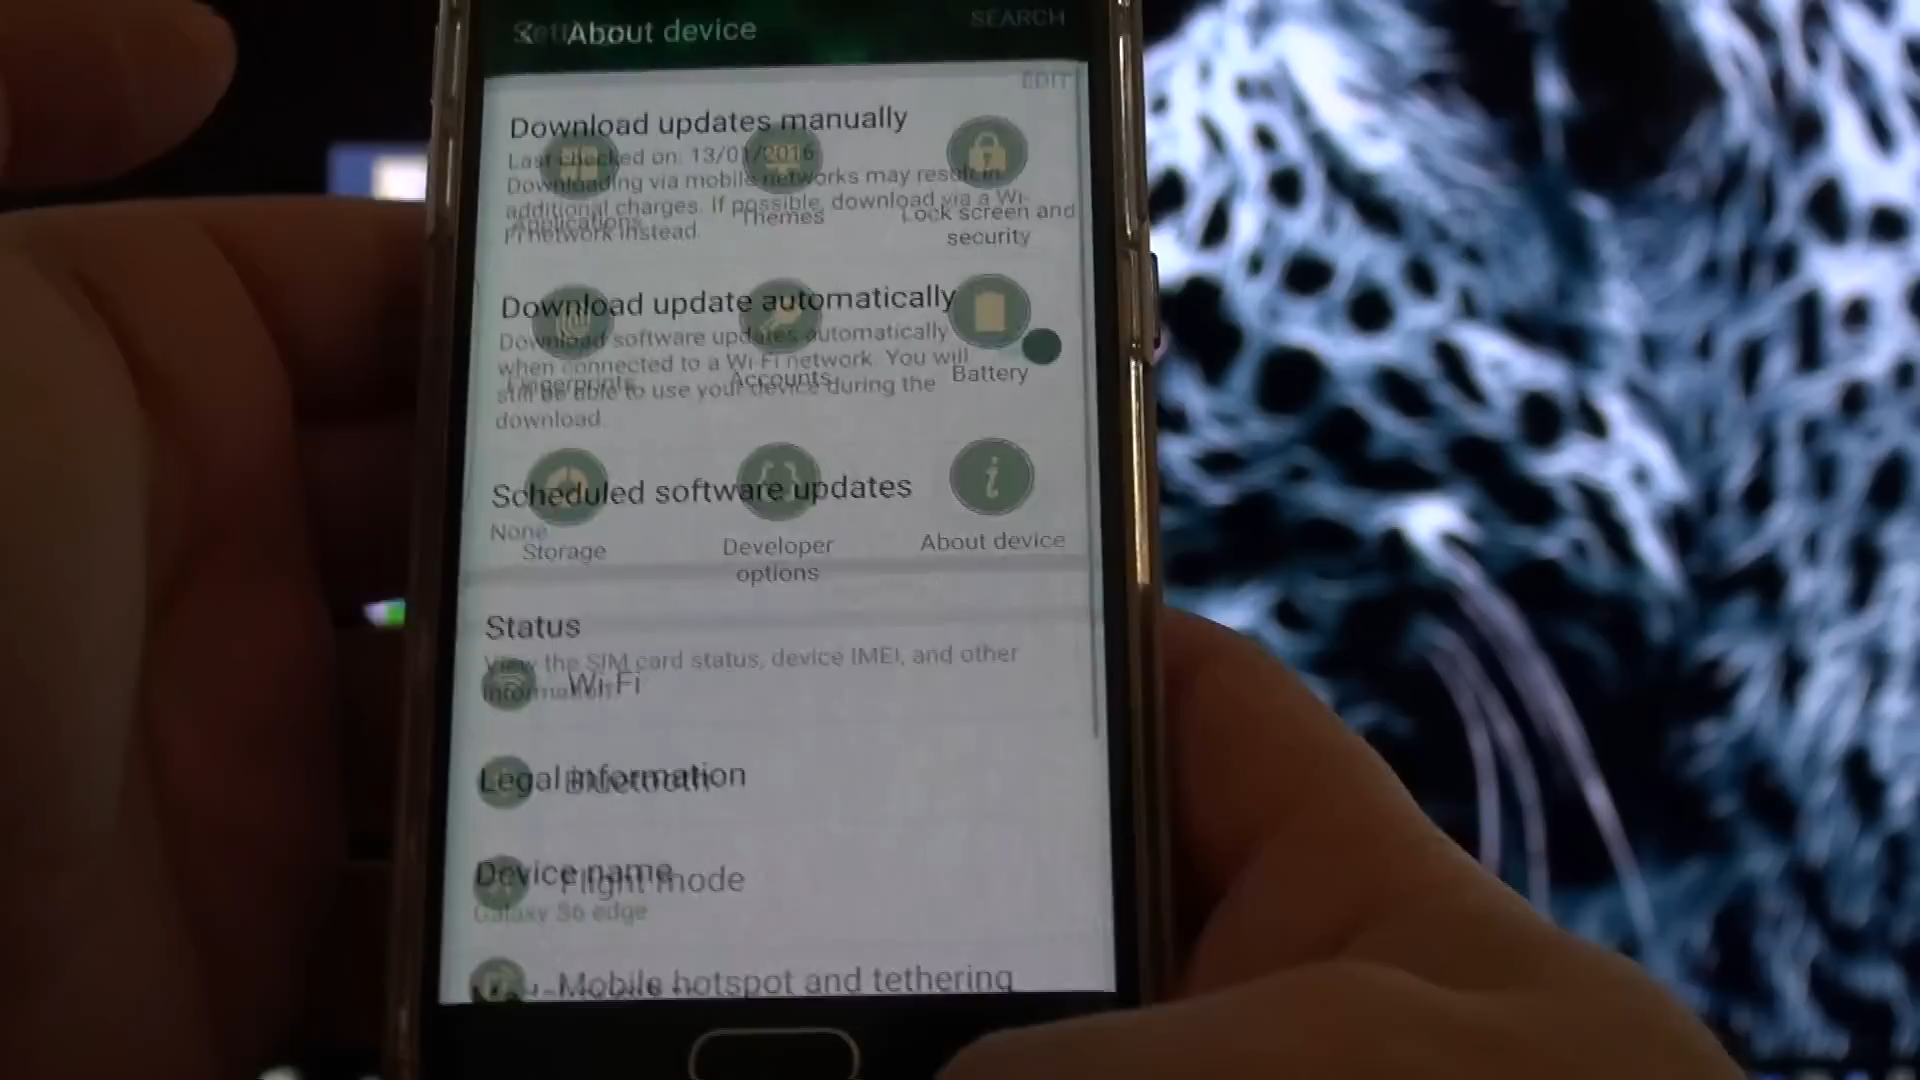 Settings
About device
SEARCH
EDIT
Download updates manually
Last checked on: 13/01/2016
Downloading via mobile networks may result in
additional charges. If possible, download via a Wi-
Fi network instead.
Applications
Themes
Lock screen and
security
Download update automatically
Download software updates automatically
when connected to a Wi-Fi network. You will
still be able to use your device during the
download.
Fingerprints
Accounts
Battery
Scheduled software updates
None
Storage
Developer
options
About device
Status
View the SIM card status, device IMEI, and other
information.
Wi-Fi
Legal information
Bluetooth
Device name
Galaxy S6 edge
Flight mode
Mobile hotspot and tethering